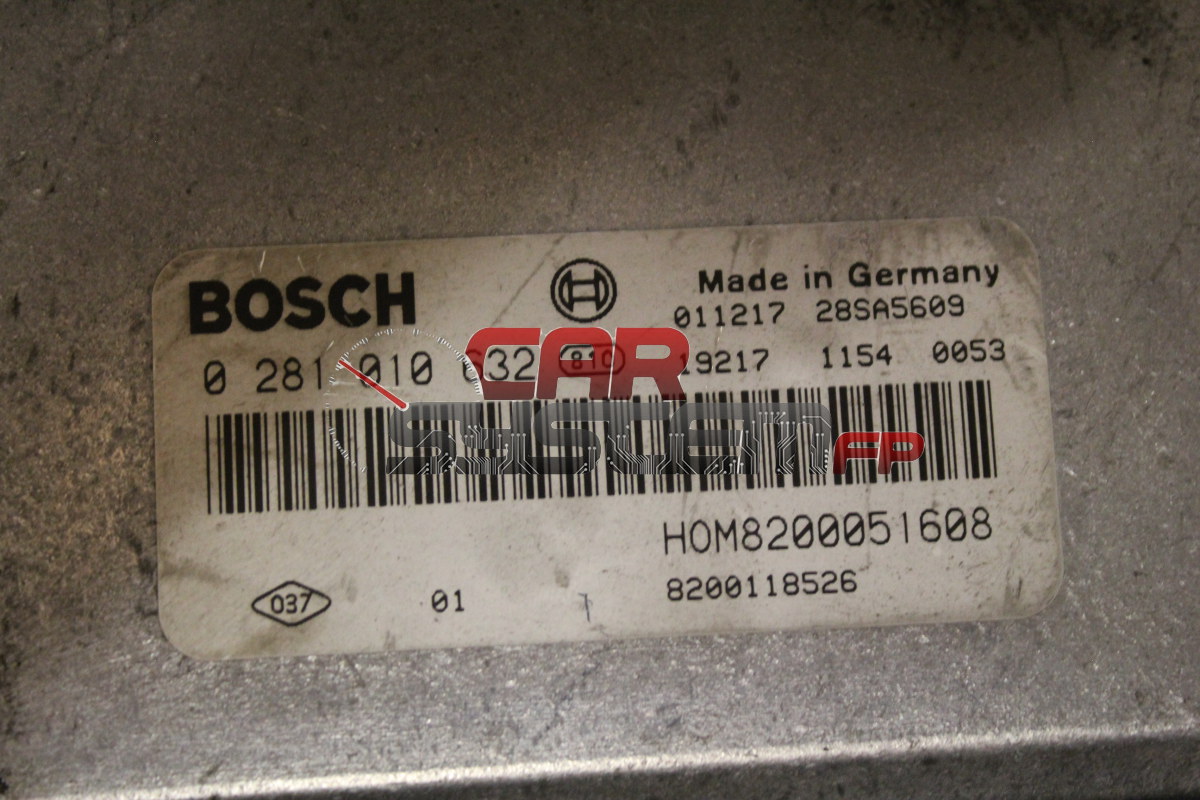 BOSCH
Made in Germany
011217 28SA5609
0 281 010 632 810 19217 1154 0053
CAR
SYSTEM FP
HOM8200051608
8200118526
037 01